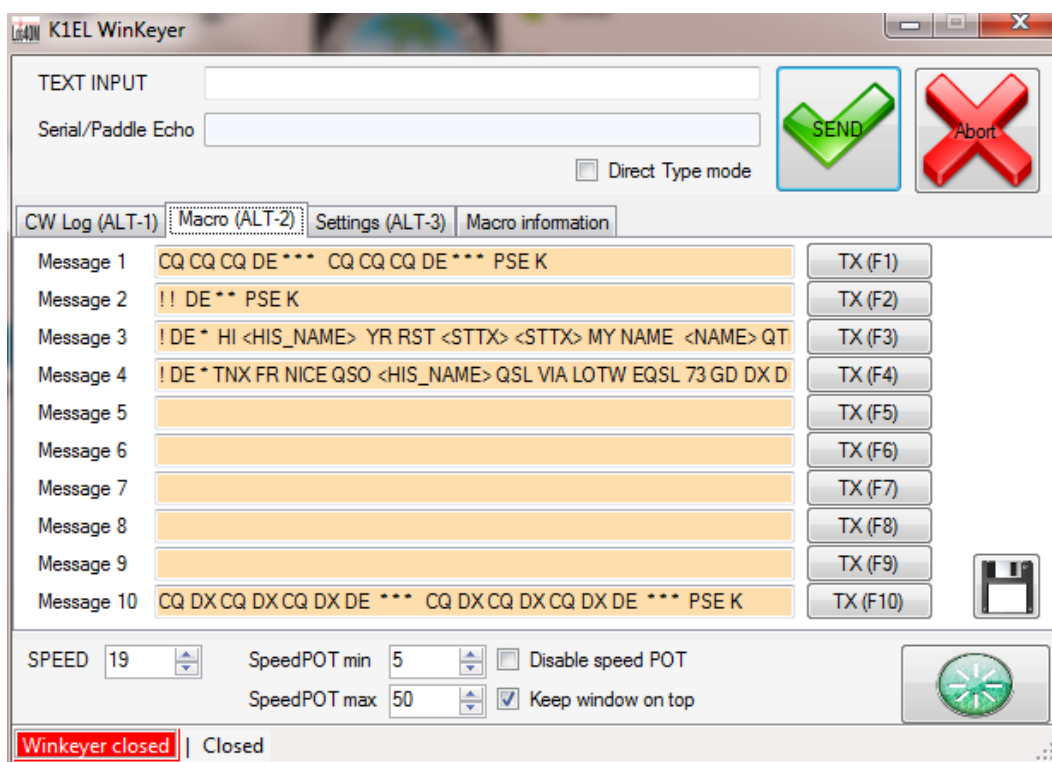 Log4OM K1EL WinKeyer
TEXT INPUT
SEND
Abort
Serial/Paddle Echo
Direct Type mode
CW Log (ALT-1) Macro (ALT-2) Settings (ALT-3) Macro information
Message 1 CQ CQ CQ DE * * *  CQ CQ CQ DE * * * PSE K TX (F1)
Message 2 ! ! DE * * PSE K TX (F2)
Message 3 ! DE * HI <HIS_NAME> YR RST <STTX> <STTX> MY NAME <NAME> QT TX (F3)
Message 4 ! DE * TNX FR NICE QSO <HIS_NAME> QSL VIA LOTW EQSL 73 GD DX D TX (F4)
Message 5 TX (F5)
Message 6 TX (F6)
Message 7 TX (F7)
Message 8 TX (F8)
Message 9 TX (F9)
Message 10 CQ DX CQ DX CQ DX DE * * * CQ DX CQ DX CQ DX DE * * * PSE K TX (F10)
SPEED 19 SpeedPOT min 5 Disable speed POT
SpeedPOT max 50 Keep window on top
Winkeyer closed | Closed